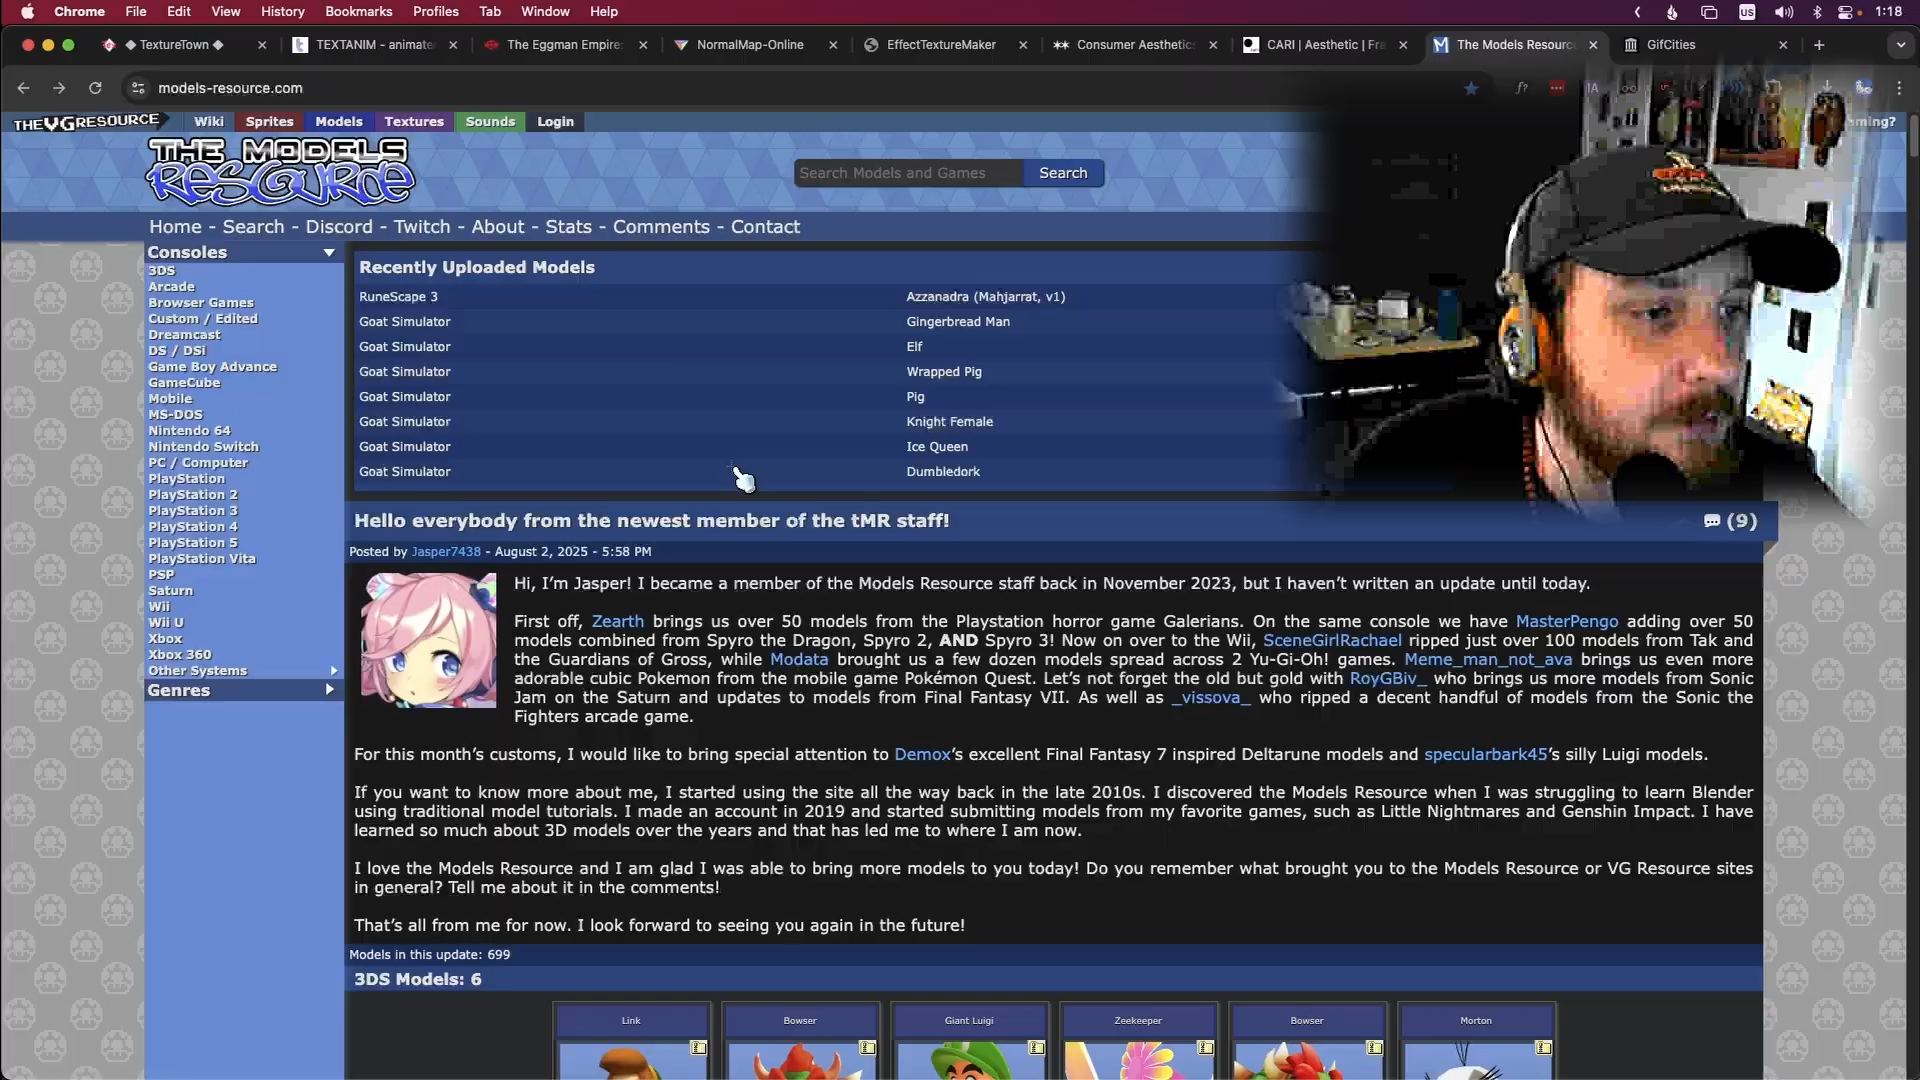 Chrome File Edit View History Bookmarks Profiles Tab Window Help US 1:18
◆ TextureTown ◆ TEXTANIM - animate The Eggman Empire: NormalMap-Online EffectTextureMaker Consumer Aesthetics CARI | Aesthetic | Fra The Models Resourc GifCities
models-resource.com
THE VG RESOURCE Wiki Sprites Models Textures Sounds Login
THE MODELS RESOURCE
Search Models and Games Search
Home - Search - Discord - Twitch - About - Stats - Comments - Contact
Consoles
3DS
Arcade
Browser Games
Custom / Edited
Dreamcast
DS / DSi
Game Boy Advance
GameCube
Mobile
MS-DOS
Nintendo 64
Nintendo Switch
PC / Computer
PlayStation
PlayStation 2
PlayStation 3
PlayStation 4
PlayStation 5
PlayStation Vita
PSP
Saturn
Wii
Wii U
Xbox
Xbox 360
Other Systems
Genres
Recently Uploaded Models
RuneScape 3 Azzanadra (Mahjarrat, v1)
Goat Simulator Gingerbread Man
Goat Simulator Elf
Goat Simulator Wrapped Pig
Goat Simulator Pig
Goat Simulator Knight Female
Goat Simulator Ice Queen
Goat Simulator Dumbledork
Hello everybody from the newest member of the tMR staff! (9)
Posted by Jasper7438 - August 2, 2025 - 5:58 PM
Hi, I'm Jasper! I became a member of the Models Resource staff back in November 2023, but I haven't written an update until today.
First off, Zearth brings us over 50 models from the Playstation horror game Galerians. On the same console we have MasterPengo adding over 50
models combined from Spyro the Dragon, Spyro 2, AND Spyro 3! Now on over to the Wii, SceneGirlRachael ripped just over 100 models from Tak and
the Guardians of Gross, while Modata brought us a few dozen models spread across 2 Yu-Gi-Oh! games. Meme_man_not_ava brings us even more
adorable cubic Pokemon from the mobile game Pokémon Quest. Let's not forget the old but gold with RoyGBiv_ who brings us more models from Sonic
Jam on the Saturn and updates to models from Final Fantasy VII. As well as _vissova_ who ripped a decent handful of models from the Sonic the
Fighters arcade game.
For this month's customs, I would like to bring special attention to Demox's excellent Final Fantasy 7 inspired Deltarune models and specularbark45's silly Luigi models.
If you want to know more about me, I started using the site all the way back in the late 2010s. I discovered the Models Resource when I was struggling to learn Blender
using traditional model tutorials. I made an account in 2019 and started submitting models from my favorite games, such as Little Nightmares and Genshin Impact. I have
learned so much about 3D models over the years and that has led me to where I am now.
I love the Models Resource and I am glad I was able to bring more models to you today! Do you remember what brought you to the Models Resource or VG Resource sites
in general? Tell me about it in the comments!
That's all from me for now. I look forward to seeing you again in the future!
Models in this update: 699
3DS Models: 6
Link Bowser Giant Luigi Zeekeeper Bowser Morton